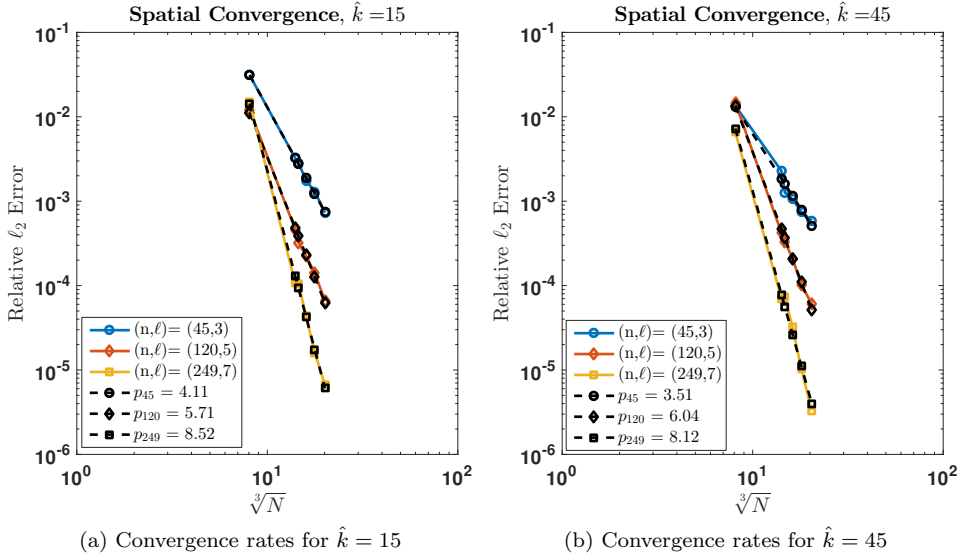 Spatial Convergence, k̂ =15
10^-1
10^-2
10^-3
10^-4
10^-5
10^-6
Relative ℓ₂ Error
(n,ℓ)= (45,3)
(n,ℓ)= (120,5)
(n,ℓ)= (249,7)
p₄₅ = 4.11
p₁₂₀ = 5.71
p₂₄₉ = 8.52
10^0
10^1
10^2
∛N
(a) Convergence rates for k̂ = 15
Spatial Convergence, k̂ =45
10^-1
10^-2
10^-3
10^-4
10^-5
10^-6
Relative ℓ₂ Error
(n,ℓ)= (45,3)
(n,ℓ)= (120,5)
(n,ℓ)= (249,7)
p₄₅ = 3.51
p₁₂₀ = 6.04
p₂₄₉ = 8.12
10^0
10^1
10^2
∛N
(b) Convergence rates for k̂ = 45